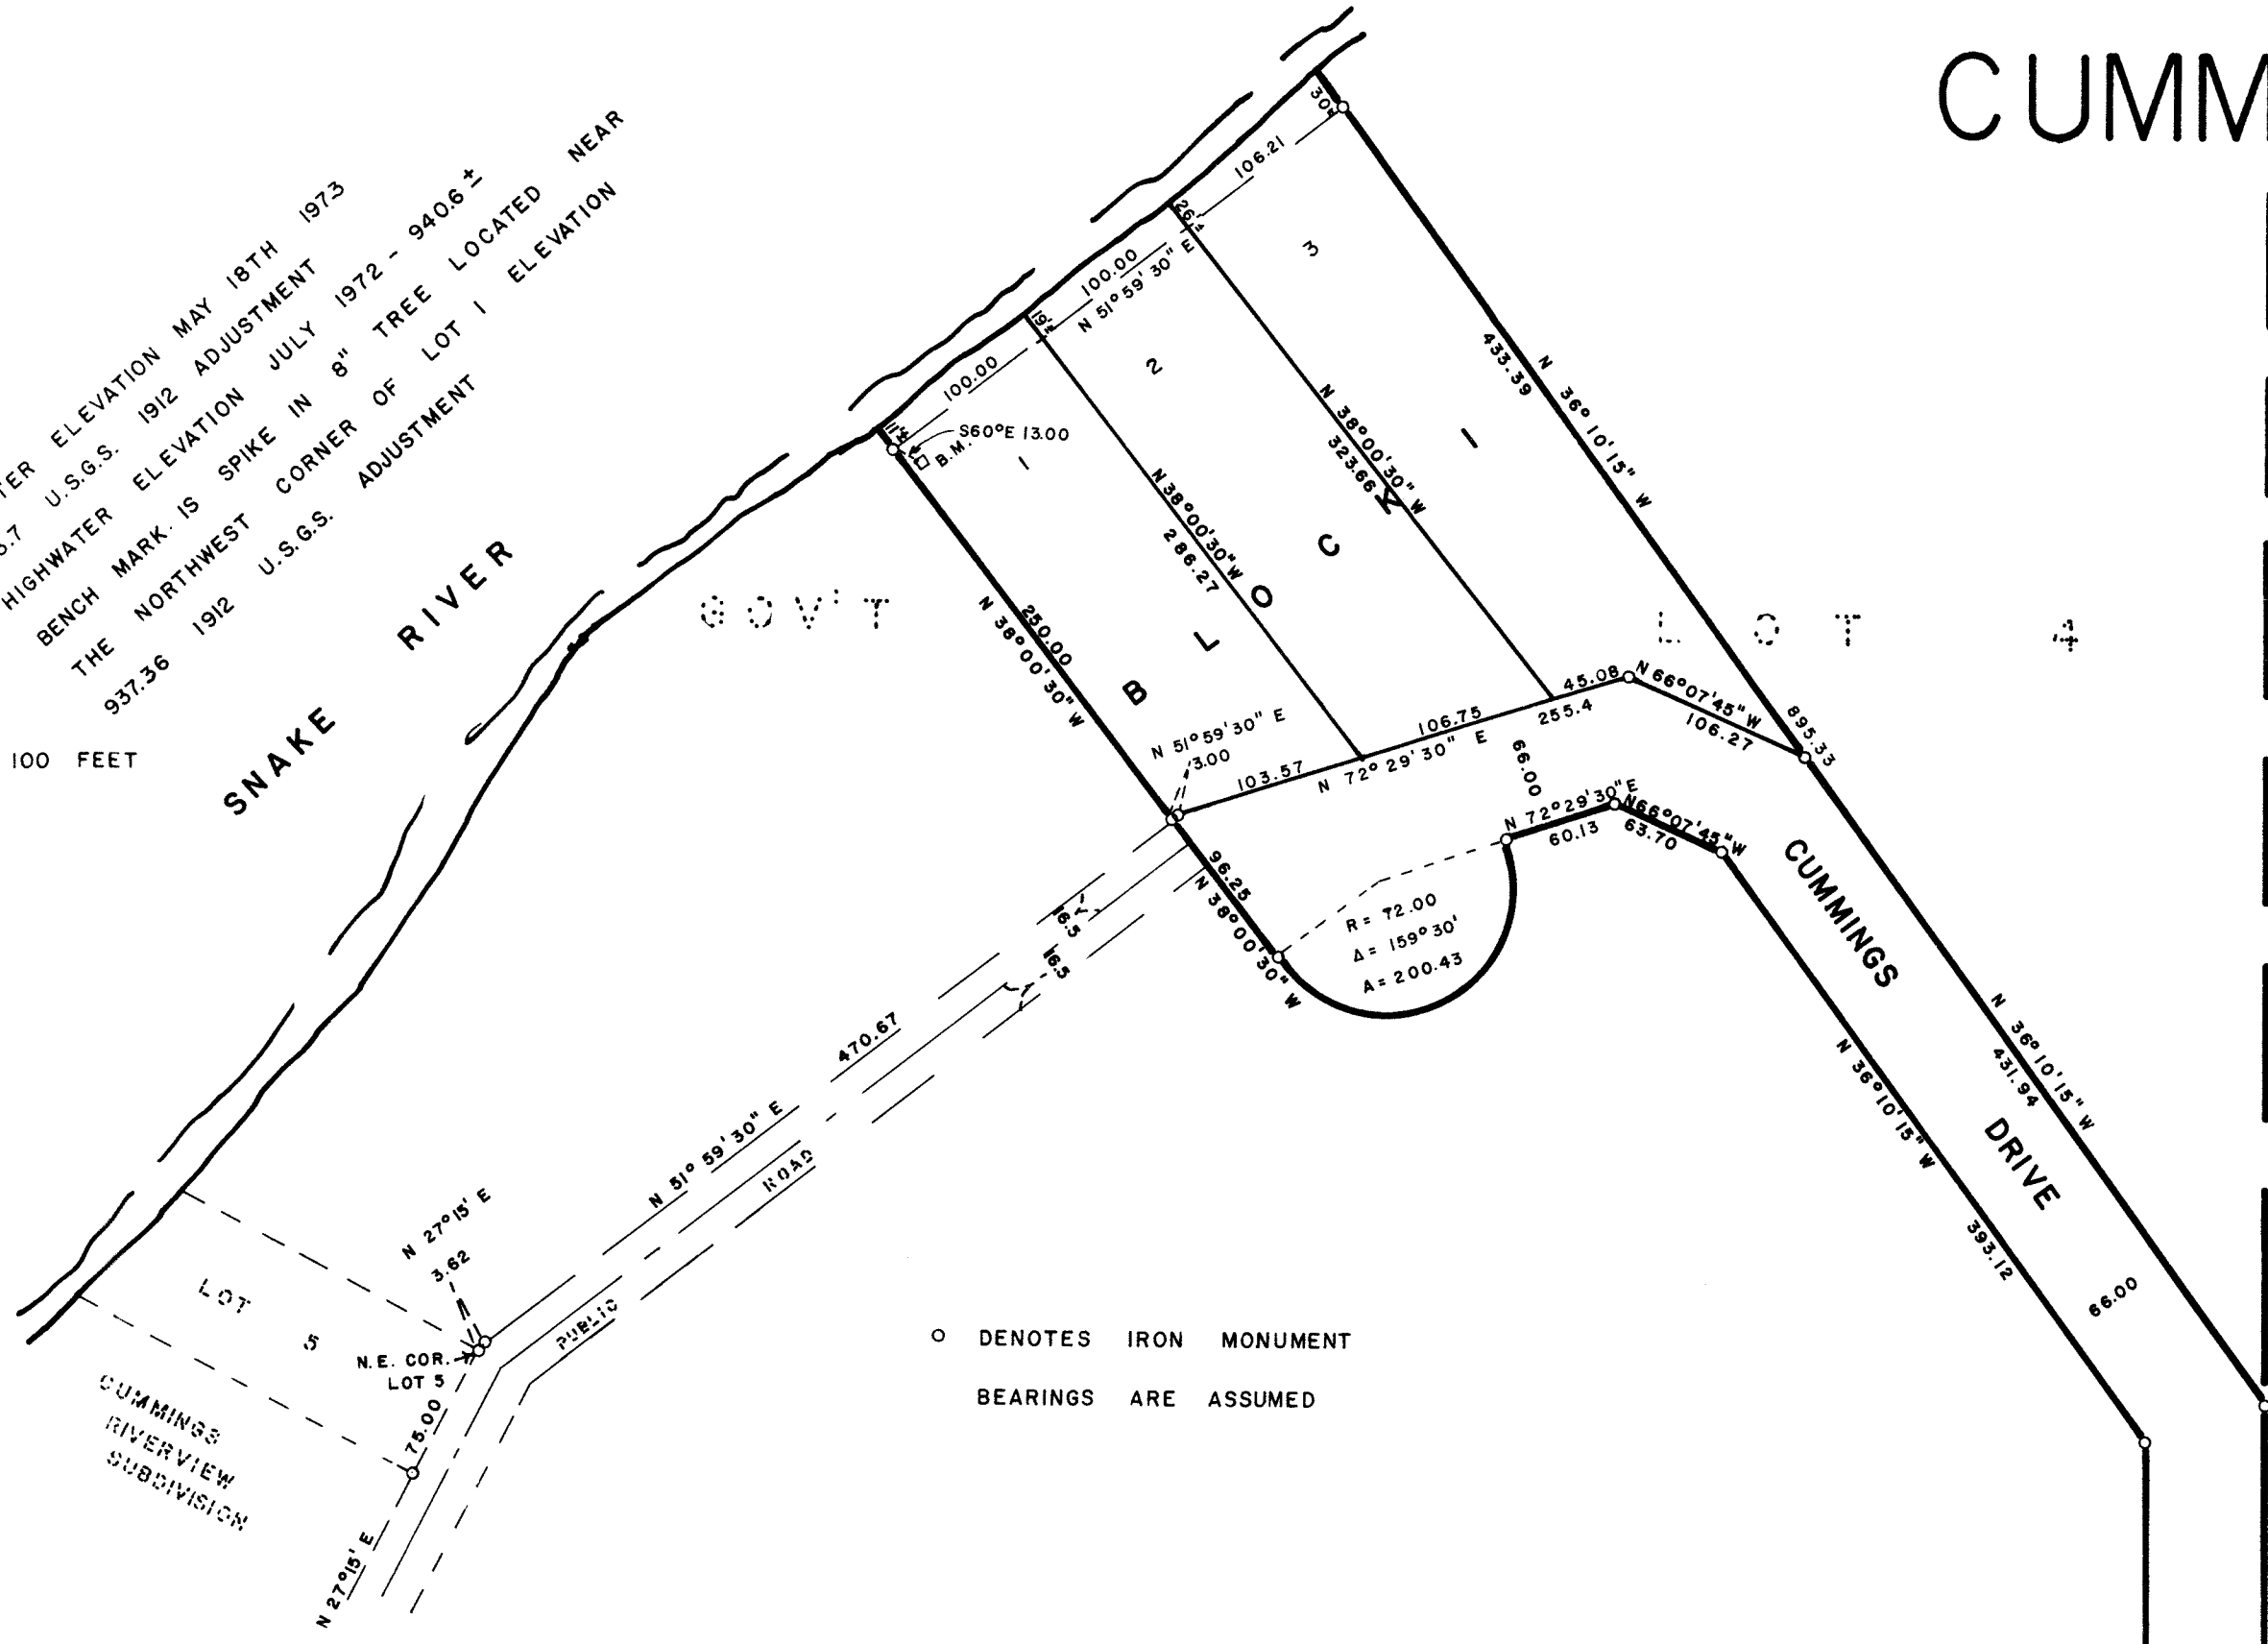 CUMM
TER ELEVATION MAY 18TH 1973
3.7 U.S.G.S. 1912 ADJUSTMENT
HIGHWATER ELEVATION JULY 1972 - 940.6 ±
BENCH MARK IS SPIKE IN 8" TREE LOCATED NEAR
THE NORTHWEST CORNER OF LOT 1 ELEVATION
937.36 1912 U.S.G.S. ADJUSTMENT
100 FEET
SNAKE RIVER
GOV'T LOT 4
30±
106.21
26±
100.00
N 51° 59' 30" E
19±
100.00
11±
S60°E 13.00
B.M.
1
2
3
BLOCK 1
N 36° 10' 15" W
433.39
N 38°00'30" W
323.66
N 38°00'30" W
286.27
250.00
N 38°00'30" W
N 51° 59' 30" E
3.00
103.57
106.75
45.08
N 72° 29' 30" E
255.4
N 66°07'45" W
106.27
895.33
66.00
N 72°29'30" E
60.13
N66°07'45" W
63.70
96.25
N 38°00'30" W
R = 72.00
Δ = 159°30'
A = 200.43
CUMMINGS DRIVE
N 36° 10' 15" W
431.94
N 36°10'15" W
393.12
66.00
16.5
16.5
470.67
N 51° 59' 30" E
PUBLIC ROAD
N 27°15' E
3.62
LOT 5
N.E. COR.
LOT 5
75.00
CUMMINGS
RIVERVIEW
SUBDIVISION
N 27°15' E
DENOTES IRON MONUMENT
BEARINGS ARE ASSUMED